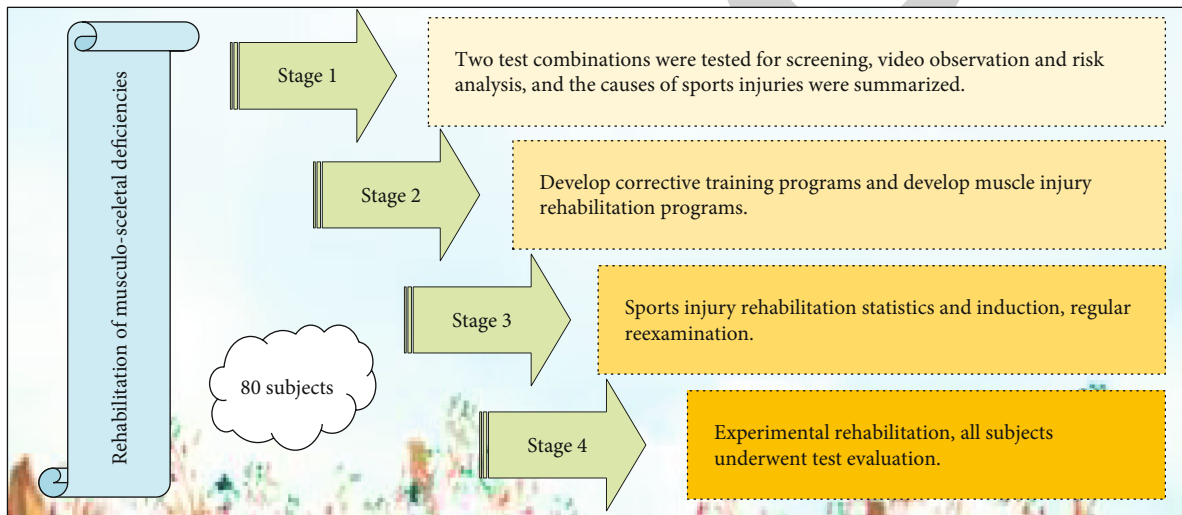 Rehabilitation of musculo-sceletal deficiencies
Stage 1
Two test combinations were tested for screening, video observation and risk
analysis, and the causes of sports injuries were summarized.
Stage 2
Develop corrective training programs and develop muscle injury
rehabilitation programs.
Stage 3
Sports injury rehabilitation statistics and induction, regular
reexamination.
80 subjects
Stage 4
Experimental rehabilitation, all subjects
underwent test evaluation.